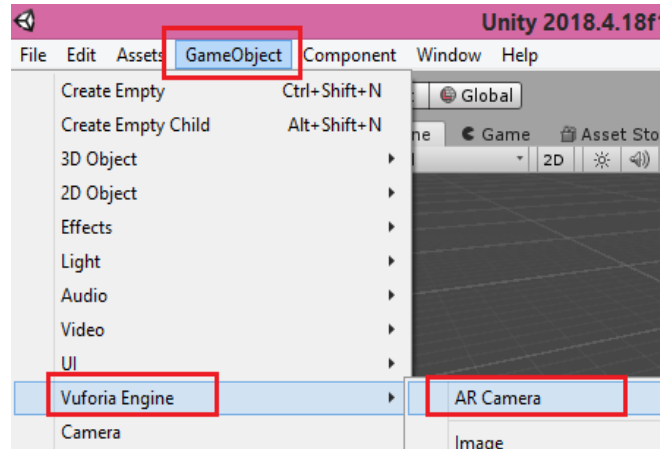 Unity 2018.4.18f1
File Edit Assets GameObject Component Window Help
Create Empty Ctrl+Shift+N
Global
Create Empty Child Alt+Shift+N
Game Asset Sto
3D Object
2D
2D Object
Effects
Light
Audio
Video
UI
Vuforia Engine
AR Camera
Camera
Image